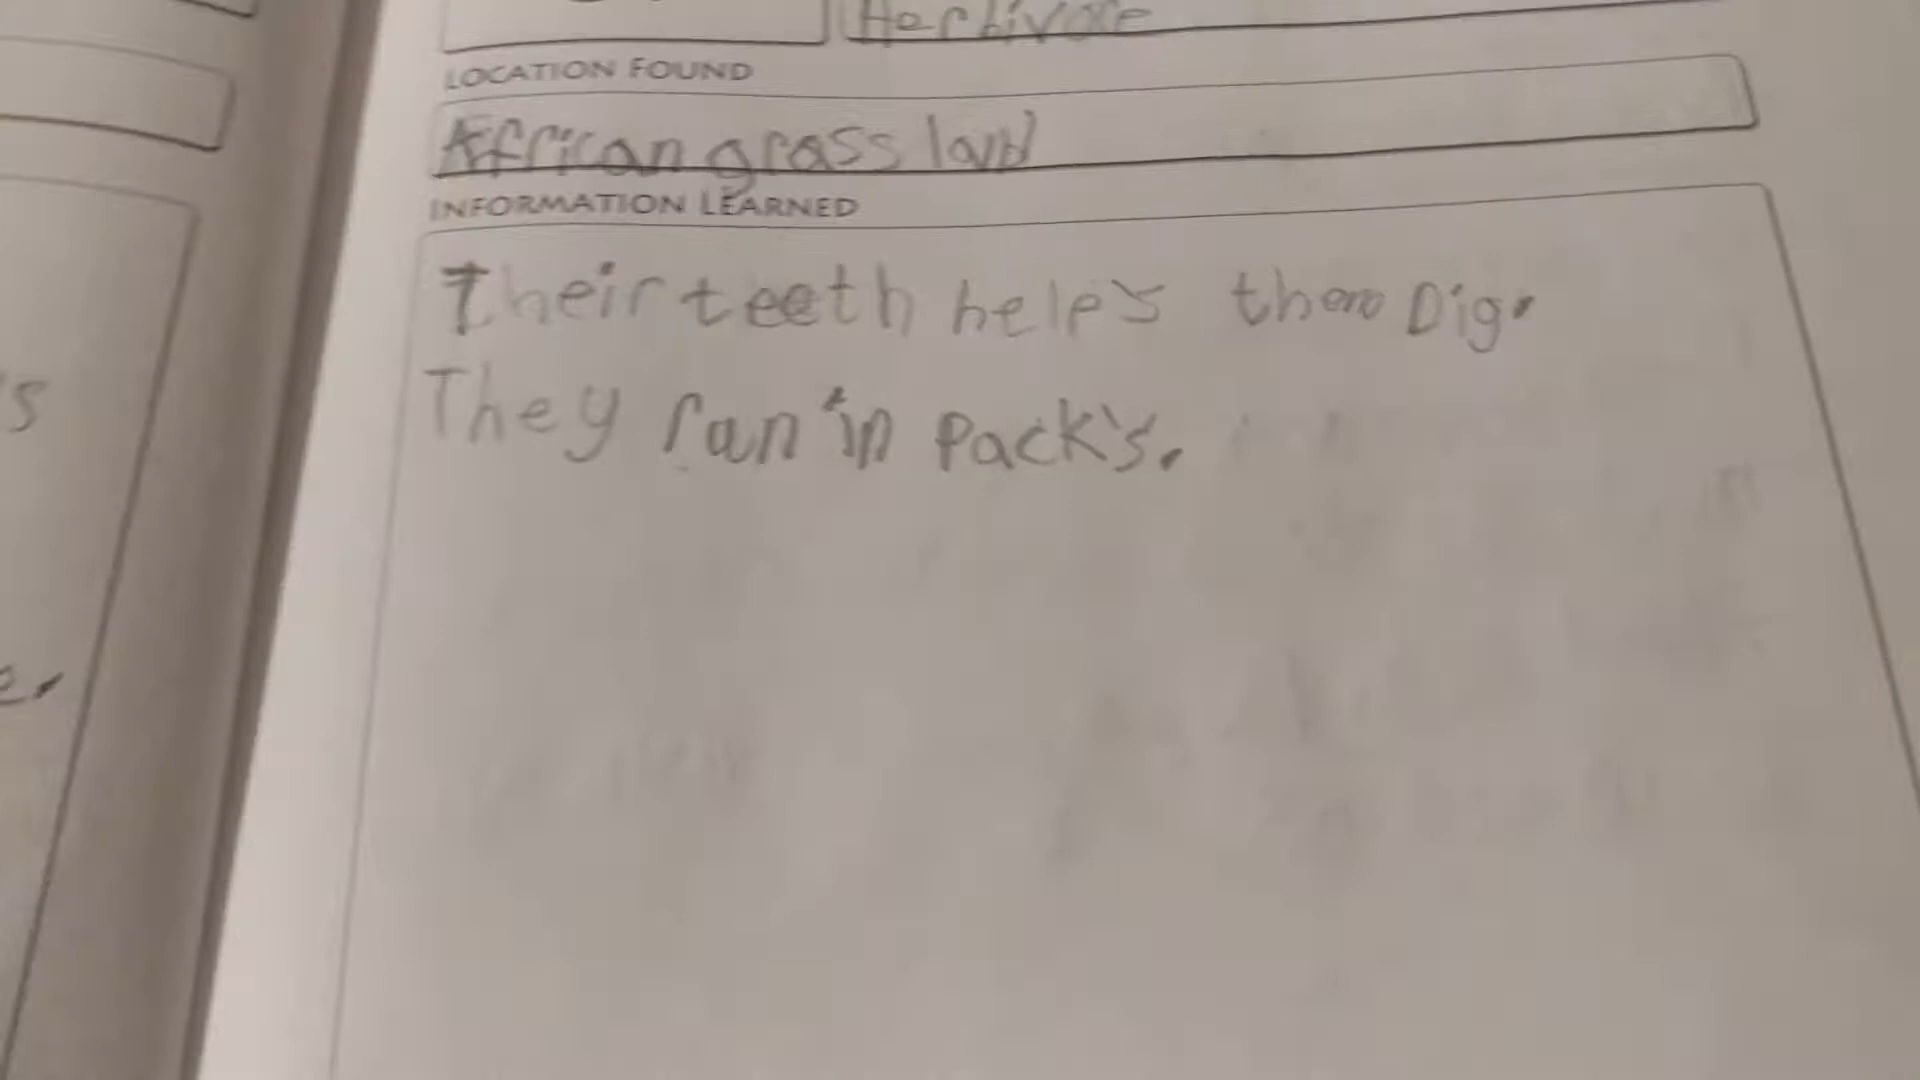 Herbivore
LOCATION FOUND
African grass land
INFORMATION LEARNED
Their teeth help's them Dig.
They ran in pack's.
s
e.